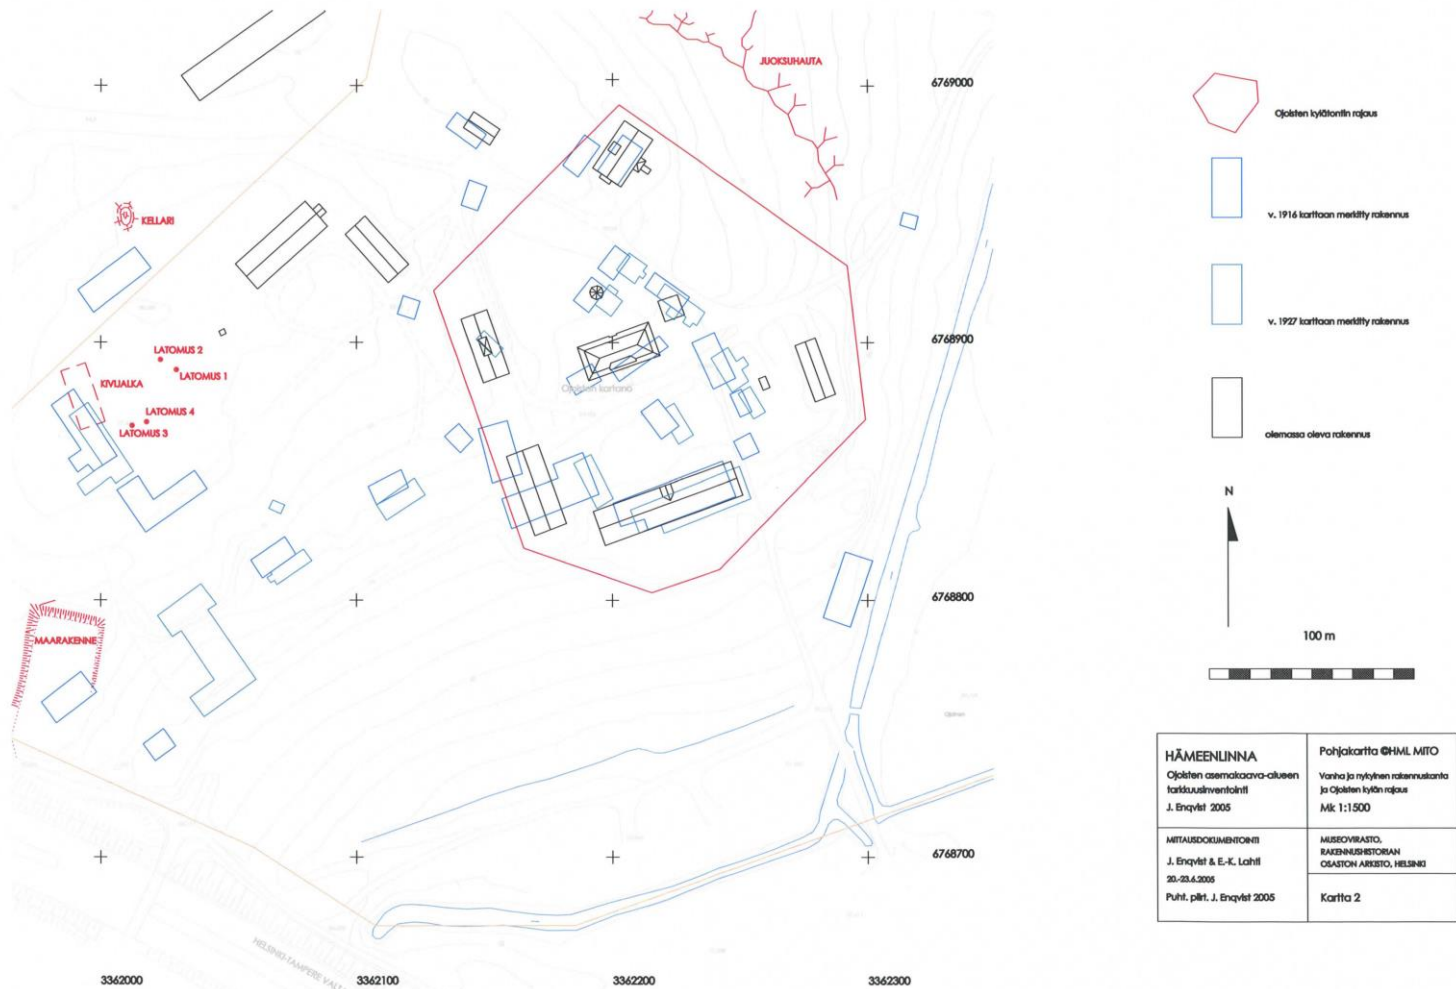 JUOKSUHAUTA
6769000
Ojoisten kylätontin rajaus
KELLARI
v. 1916 karttaan merkitty rakennus
LATOMUS 2
LATOMUS 1
KIVIJALKA
LATOMUS 4
LATOMUS 3
Ojoisten kartano
6768900
v. 1927 karttaan merkitty rakennus
olemassa oleva rakennus
N
6768800
MAARAKENNE
100 m
Ojoinen
HÄMEENLINNA
Ojoisten asemakaava-alueen
tarkkuusinventointi
J. Enqvist 2005
Pohjakartta ©HML MITO
Vanha ja nykyinen rakennuskanta
ja Ojoisten kylän rajaus
Mk 1:1500
MITTAUSDOKUMENTOINTI
J. Enqvist & E.-K. Lahti
20.-23.6.2005
Puht. piirt. J. Enqvist 2005
MUSEOVIRASTO,
RAKENNUSHISTORIAN
OSASTON ARKISTO, HELSINKI
Kartta 2
6768700
HELSINKI-TAMPERE VALT
3362000
3362100
3362200
3362300